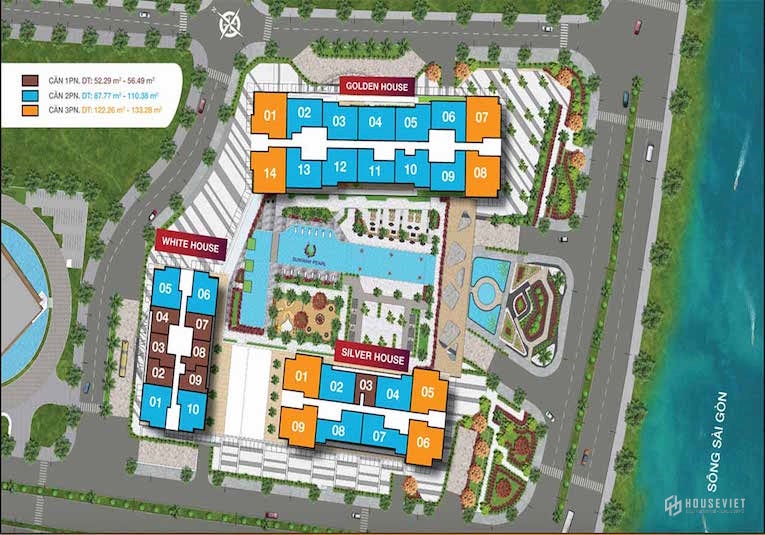 CĂN 1PN. DT: 52.29 m² - 56.49 m²
CĂN 2PN. DT: 87.77 m² - 110.38 m²
CĂN 3PN. DT: 122.26 m² - 133.28 m²
GOLDEN HOUSE
01 02 03 04 05 06 07
14 13 12 11 10 09 08
WHITE HOUSE
05 06
04 07
03 08
02 09
01 10
SUNWAH PEARL
SILVER HOUSE
01 02 03 04 05
09 08 07 06
SÔNG SÀI GÒN
HOUSEVIET